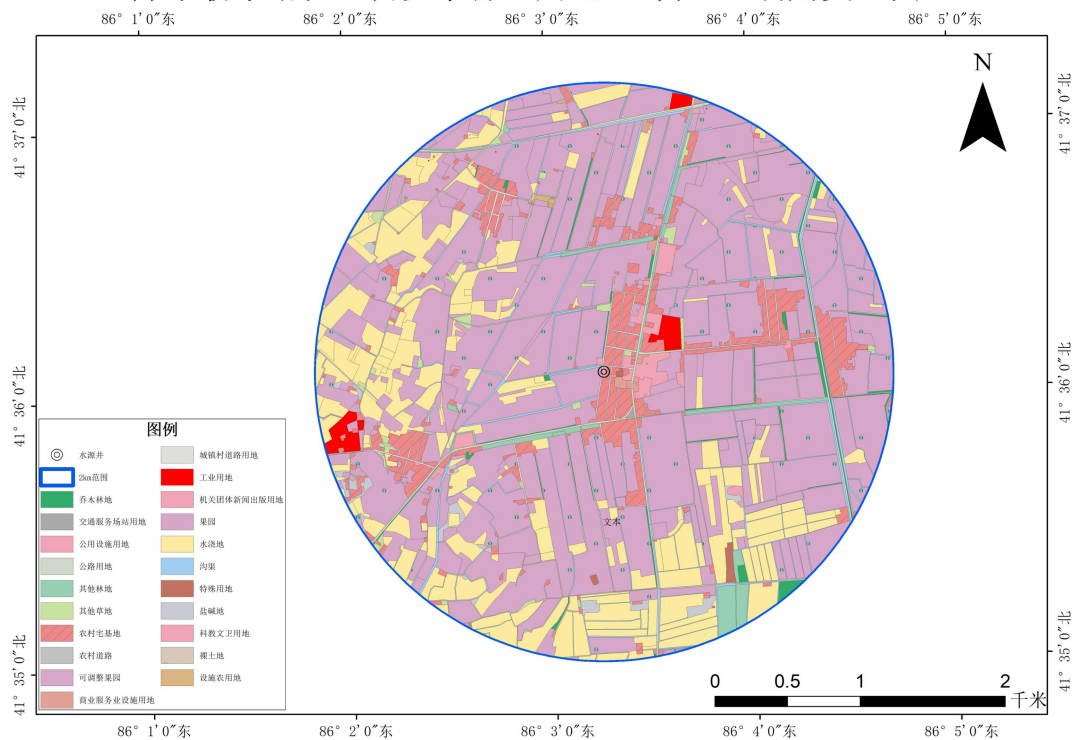 86° 1′0″东 86° 2′0″东 86° 3′0″东 86° 4′0″东 86° 5′0″东
N
41° 37′0″北
41° 37′0″北
41° 36′0″北
41° 36′0″北
41° 35′0″北
41° 35′0″北
文本
图例
水源井
2km范围
乔木林地
交通服务场站用地
公用设施用地
公路用地
其他林地
其他草地
农村宅基地
农村道路
可调整果园
商业服务业设施用地
城镇村道路用地
工业用地
机关团体新闻出版用地
果园
水浇地
沟渠
特殊用地
盐碱地
科教文卫用地
裸土地
设施农用地
0 0.5 1 2
千米
86° 1′0″东 86° 2′0″东 86° 3′0″东 86° 4′0″东 86° 5′0″东